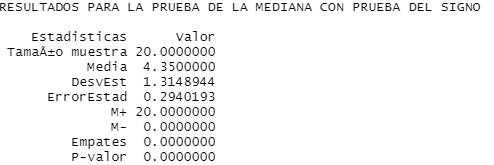 RESULTADOS PARA LA PRUEBA DE LA MEDIANA CON PRUEBA DEL SIGNO
Estadisticas Valor
TamaÃ±o muestra 20.0000000
Media 4.3500000
DesvEst 1.3148944
ErrorEstad 0.2940193
M+ 20.0000000
M- 0.0000000
Empates 0.0000000
P-valor 0.0000000